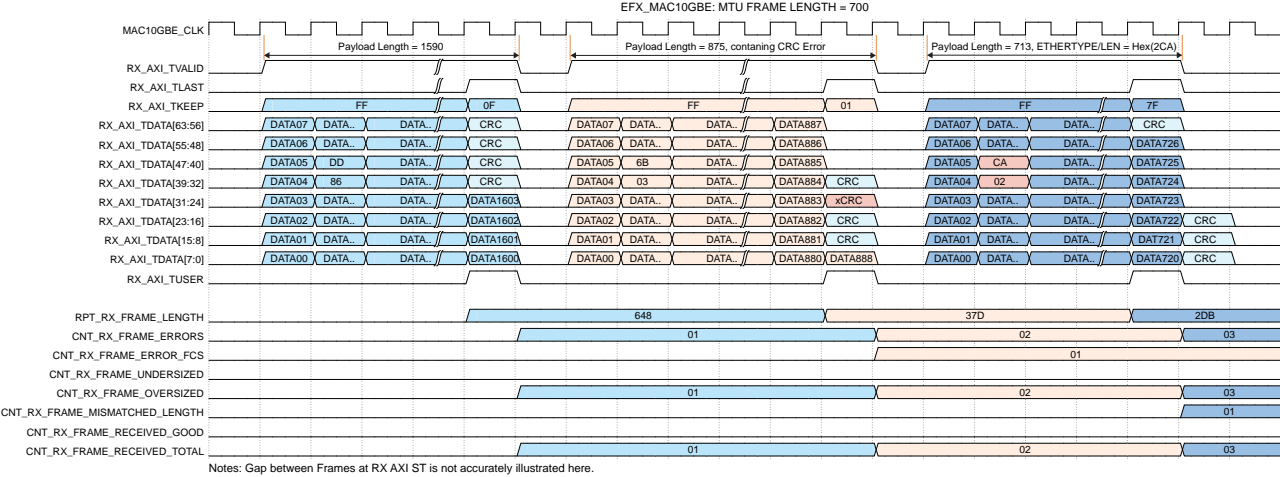 EFX_MAC10GBE: MTU FRAME LENGTH = 700
MAC10GBE_CLK
Payload Length = 1590 Payload Length = 875, contaning CRC Error Payload Length = 713, ETHERTYPE/LEN = Hex(2CA)
RX_AXI_TVALID
RX_AXI_TLAST
RX_AXI_TKEEP FF 0F FF 01 FF 7F
RX_AXI_TDATA[63:56] DATA07 DATA.. DATA.. CRC DATA07 DATA.. DATA.. DATA887 DATA07 DATA.. DATA.. CRC
RX_AXI_TDATA[55:48] DATA06 DATA.. DATA.. CRC DATA06 DATA.. DATA.. DATA886 DATA06 DATA.. DATA.. DATA726
RX_AXI_TDATA[47:40] DATA05 DD DATA.. CRC DATA05 6B DATA.. DATA885 DATA05 CA DATA.. DATA725
RX_AXI_TDATA[39:32] DATA04 86 DATA.. CRC DATA04 03 DATA.. DATA884 CRC DATA04 02 DATA.. DATA724
RX_AXI_TDATA[31:24] DATA03 DATA.. DATA.. DATA1603 DATA03 DATA.. DATA.. DATA883 xCRC DATA03 DATA.. DATA.. DATA723
RX_AXI_TDATA[23:16] DATA02 DATA.. DATA.. DATA1602 DATA02 DATA.. DATA.. DATA882 CRC DATA02 DATA.. DATA.. DATA722 CRC
RX_AXI_TDATA[15:8] DATA01 DATA.. DATA.. DATA1601 DATA01 DATA.. DATA.. DATA881 CRC DATA01 DATA.. DATA.. DAT721 CRC
RX_AXI_TDATA[7:0] DATA00 DATA.. DATA.. DATA1600 DATA00 DATA.. DATA.. DATA880 DATA888 DATA00 DATA.. DATA.. DATA720 CRC
RX_AXI_TUSER
RPT_RX_FRAME_LENGTH 648 37D 2DB
CNT_RX_FRAME_ERRORS 01 02 03
CNT_RX_FRAME_ERROR_FCS 01
CNT_RX_FRAME_UNDERSIZED
CNT_RX_FRAME_OVERSIZED 01 02 03
CNT_RX_FRAME_MISMATCHED_LENGTH 01
CNT_RX_FRAME_RECEIVED_GOOD
CNT_RX_FRAME_RECEIVED_TOTAL 01 02 03
Notes: Gap between Frames at RX AXI ST is not accurately illustrated here.